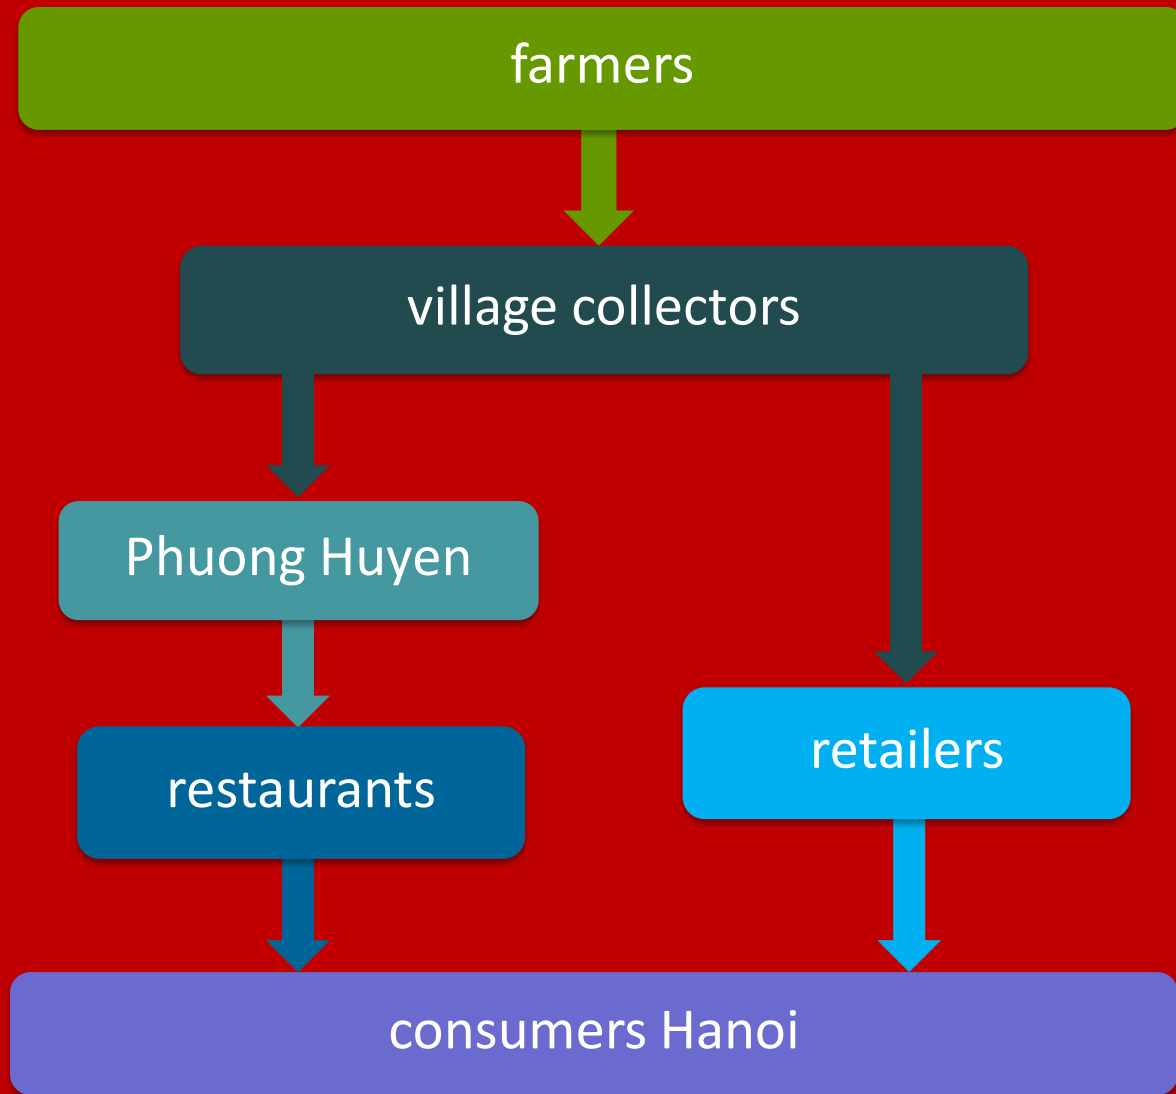 farmers
village collectors
Phuong Huyen
restaurants
retailers
consumers Hanoi